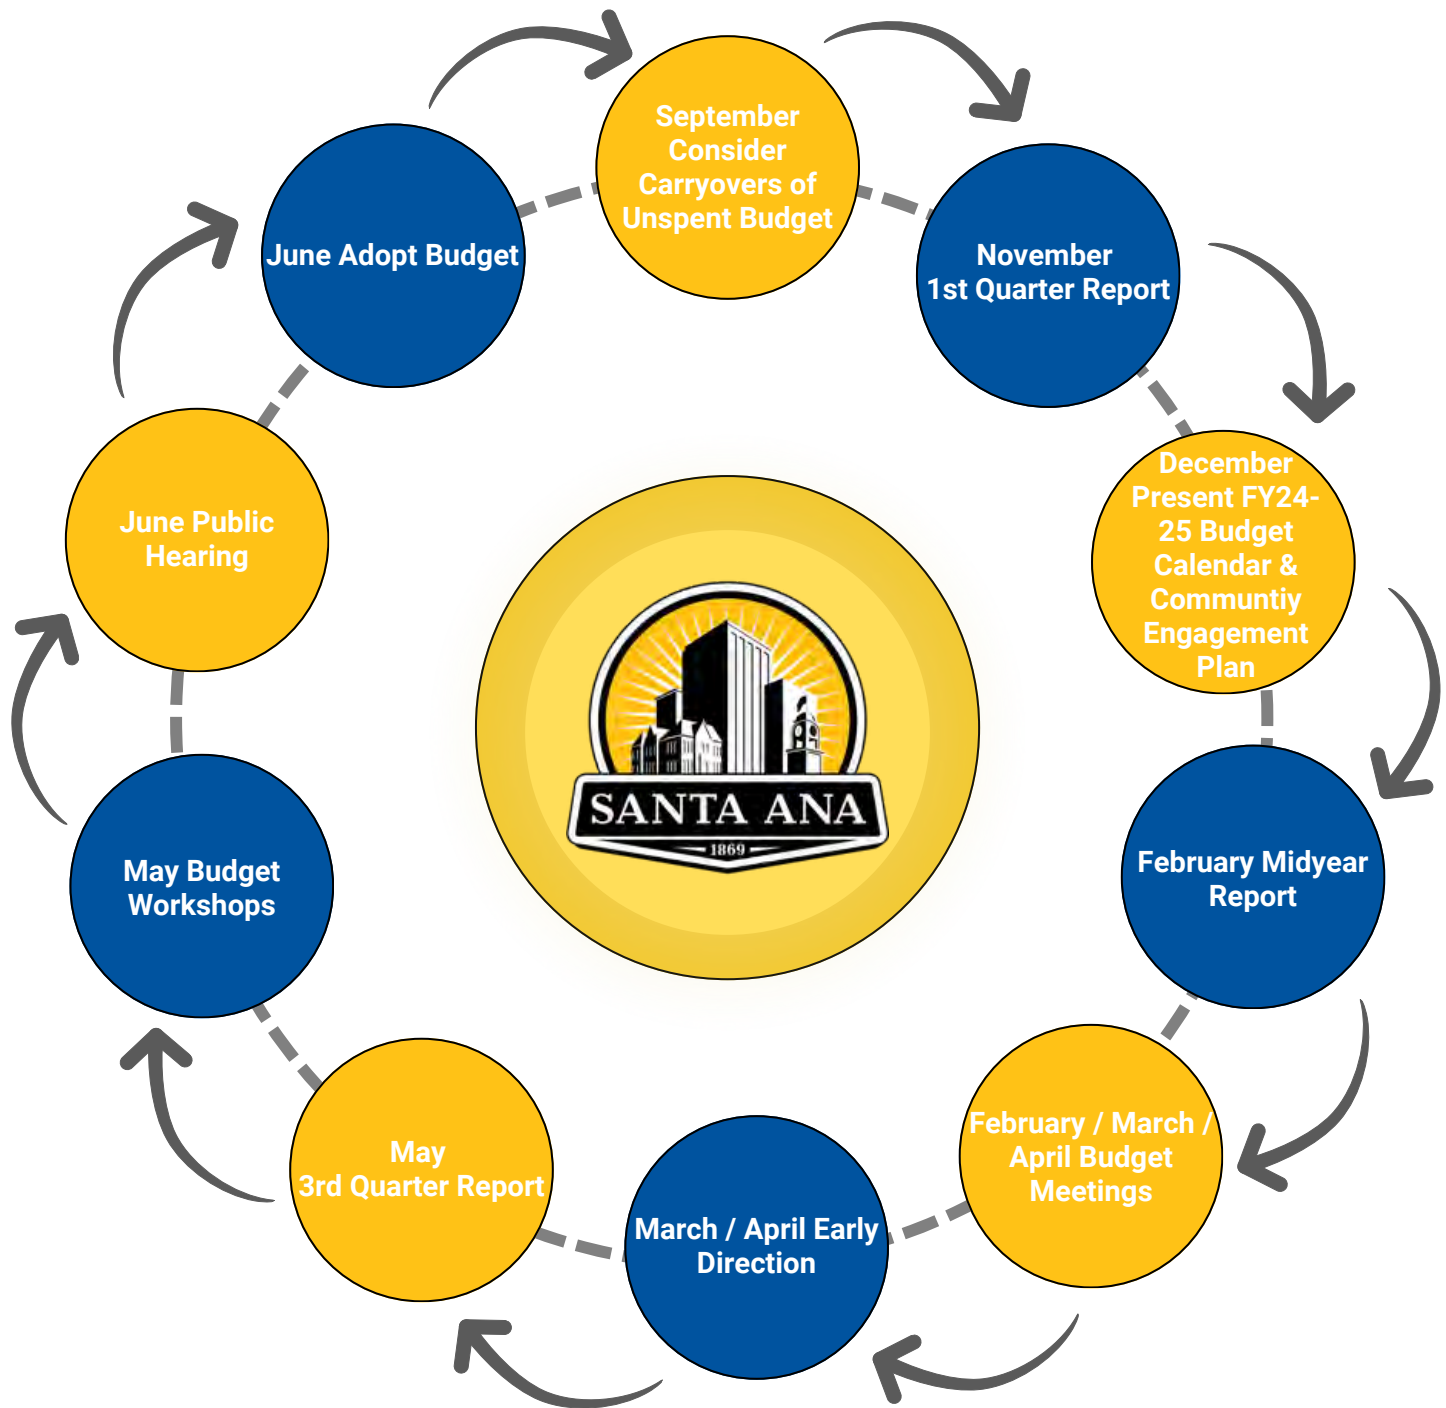 September
Consider
Carryovers of
Unspent Budget
November
1st Quarter Report
December
Present FY24-
25 Budget
Calendar &
Communtiy
Engagement
Plan
February Midyear
Report
February / March /
April Budget
Meetings
March / April Early
Direction
May
3rd Quarter Report
May Budget
Workshops
June Public
Hearing
June Adopt Budget
SANTA ANA
1869